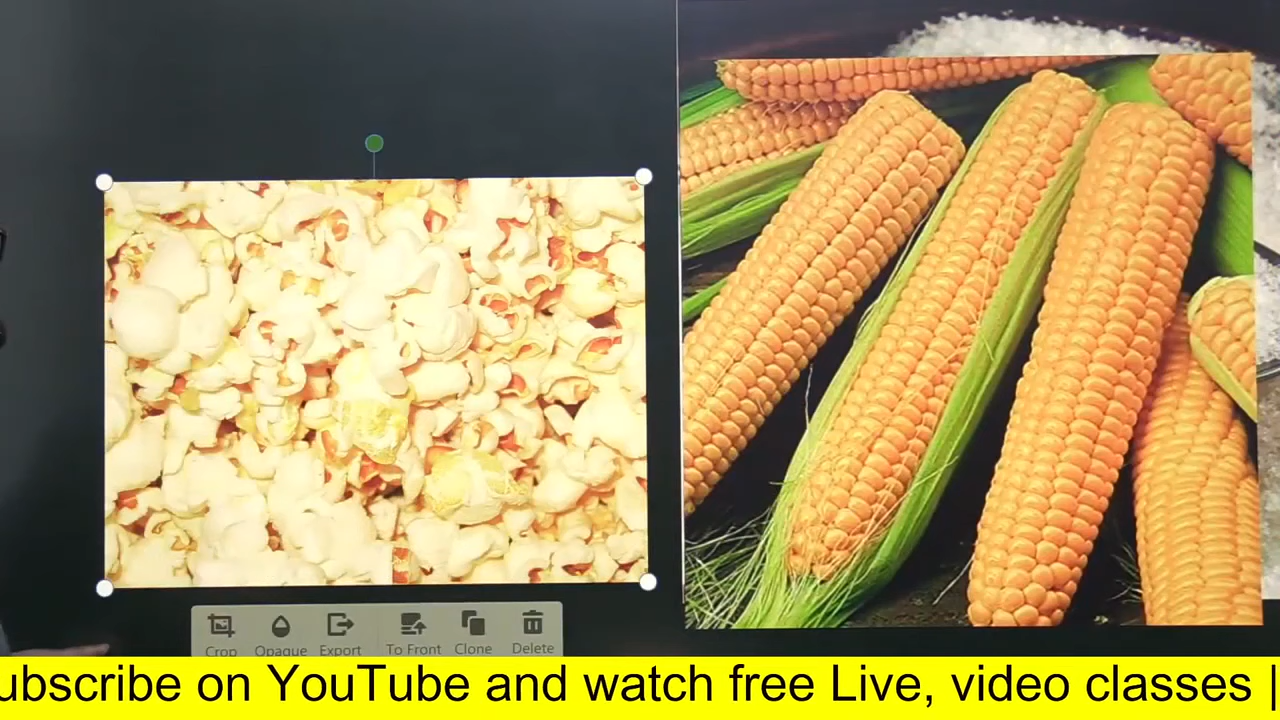 Crop Opaque Export To Front Clone Delete
ubscribe on YouTube and watch free Live, video classes |